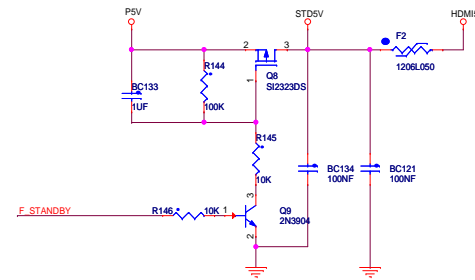 P5V
STD5V
HDMI5
2
3
F2
R144
Q8
1206L050
BC133
SI2323DS
1UF
100K
1
R145
10K
BC134
BC121
100NF
100NF
3
Q9
F_STANDBY
R146
10K
1
2N3904
2